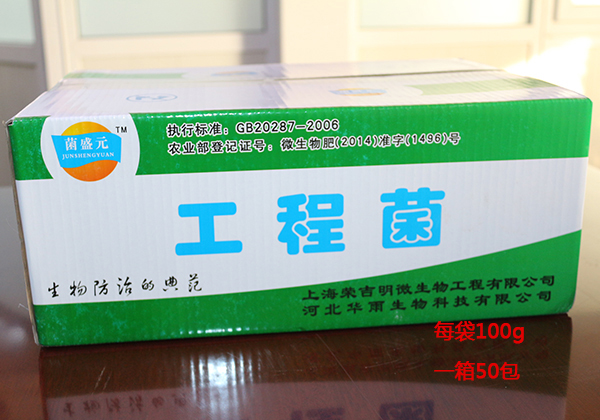 菌盛元
TM
JUNSHENGYUAN
执行标准：GB20287-2006
农业部登记证号：微生物肥(2014)准字(1496)号
工程菌
生物防治的典范
上海荣吉明微生物工程有限公司
河北华雨生物科技有限公司
每袋100g
一箱50包